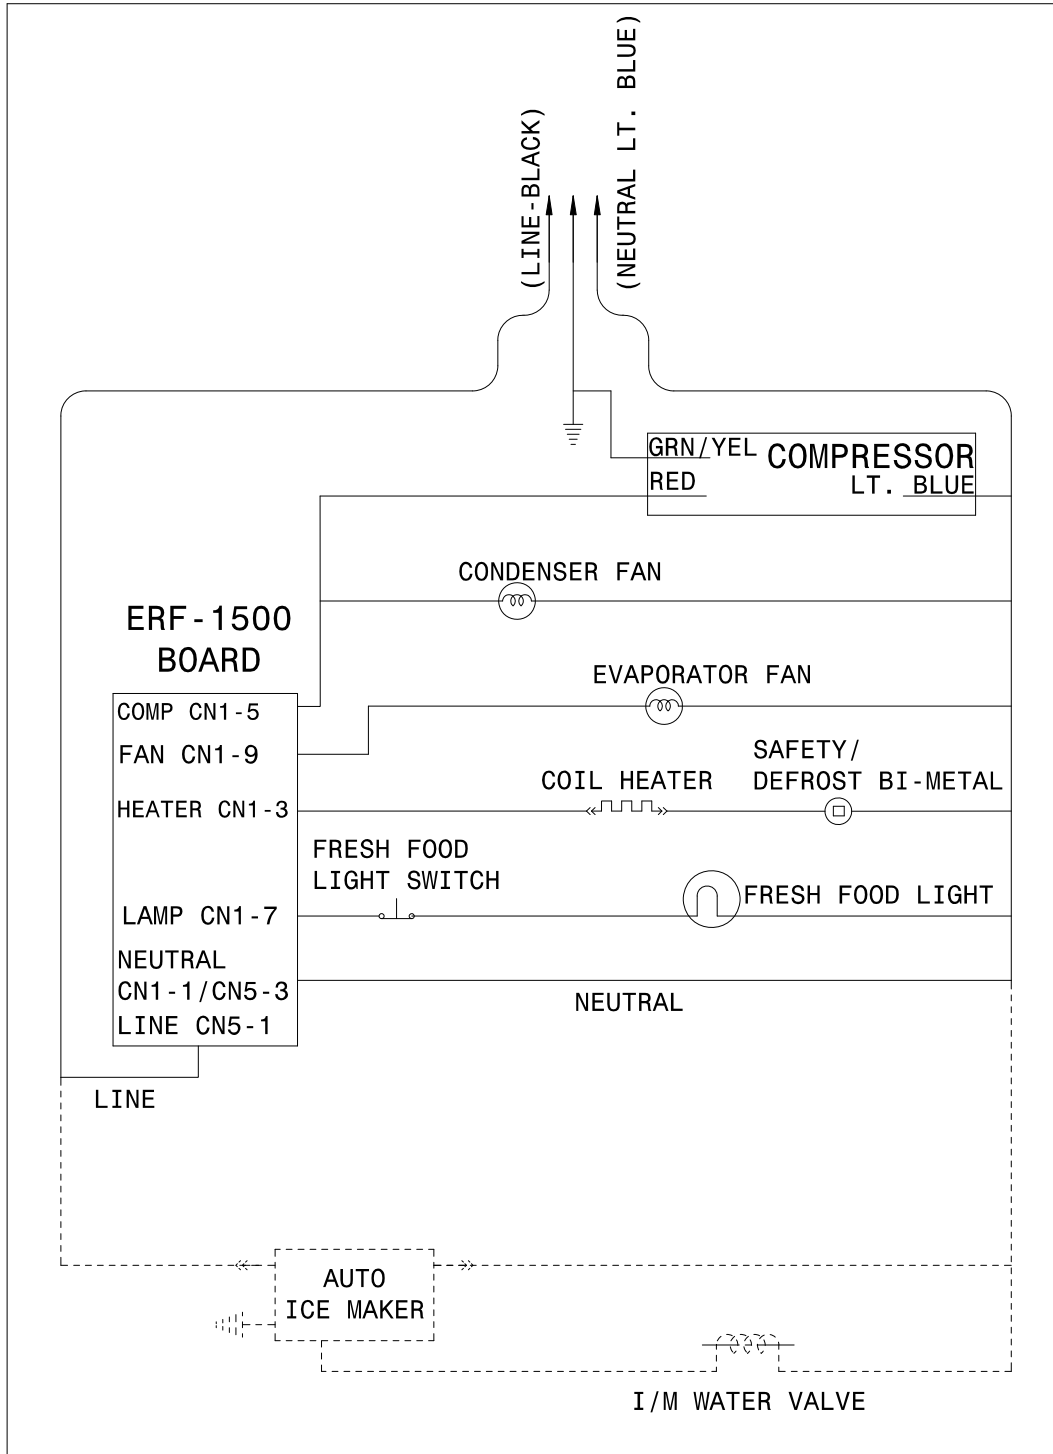 (LINE-BLACK)
(NEUTRAL LT. BLUE)
GRN/YEL
COMPRESSOR
RED
LT. BLUE
CONDENSER FAN
ERF-1500
BOARD
EVAPORATOR FAN
COMP CN1-5
FAN CN1-9
SAFETY/
DEFROST BI-METAL
COIL HEATER
HEATER CN1-3
FRESH FOOD
LIGHT SWITCH
FRESH FOOD LIGHT
LAMP CN1-7
NEUTRAL
CN1-1/CN5-3
NEUTRAL
LINE CN5-1
LINE
AUTO
ICE MAKER
I/M WATER VALVE